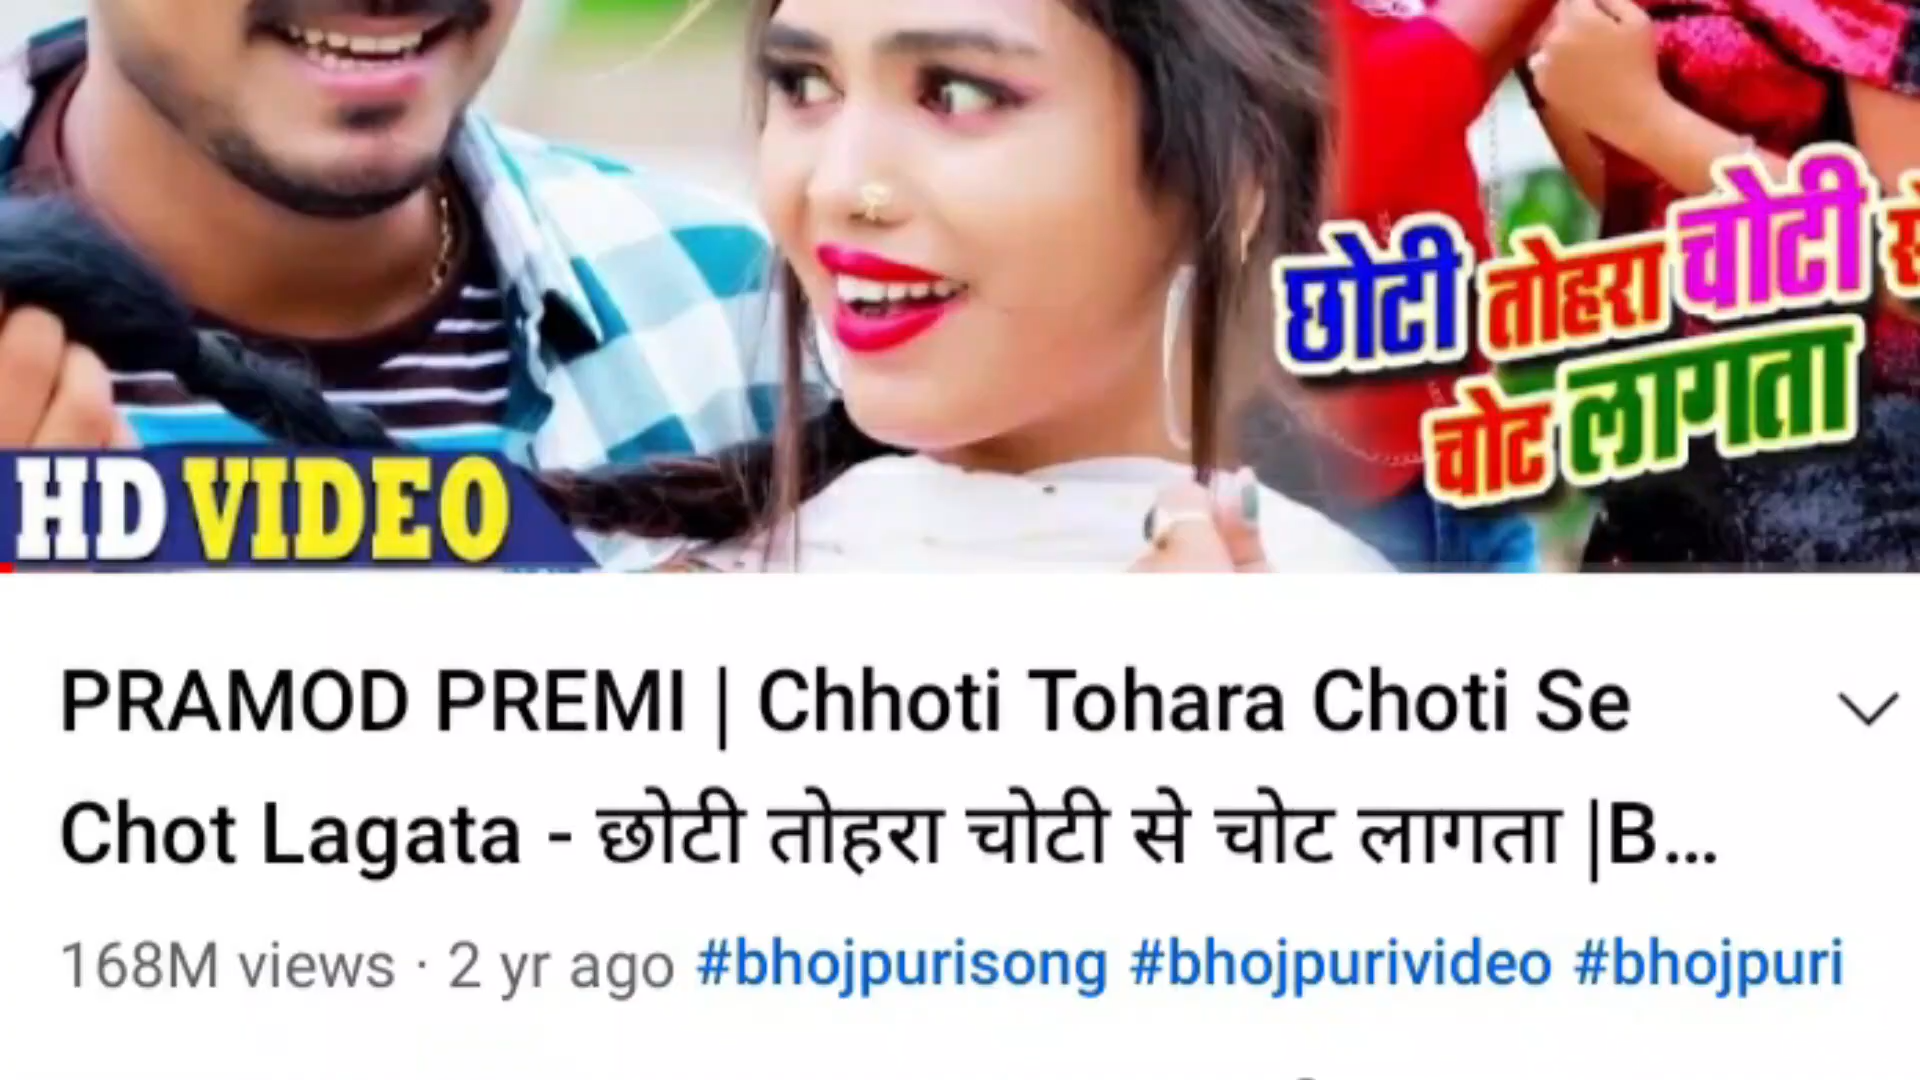 छोटी तोहरा चोटी से
चोट लागता
HD VIDEO
PRAMOD PREMI | Chhoti Tohara Choti Se
Chot Lagata - छोटी तोहरा चोटी से चोट लागता |B...
168M views · 2 yr ago #bhojpurisong #bhojpurivideo #bhojpuri